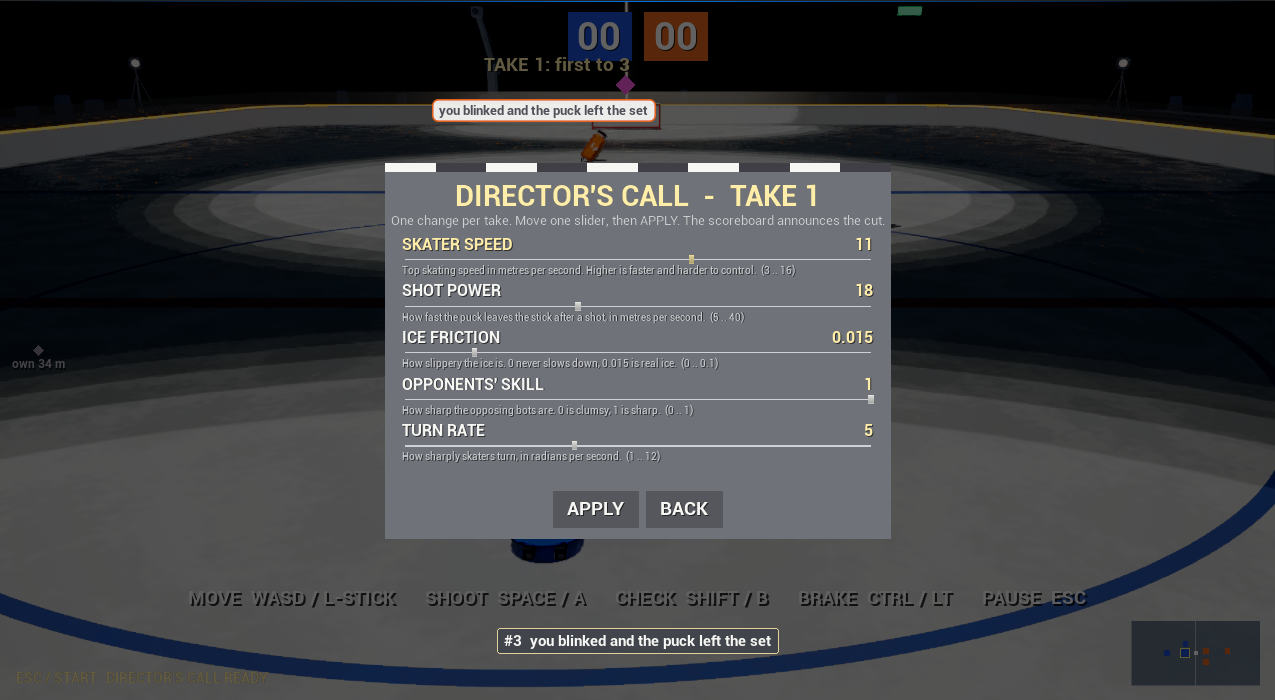 00 00
TAKE 1: first to 3
you blinked and the puck left the set
DIRECTOR'S CALL - TAKE 1
One change per take. Move one slider, then APPLY. The scoreboard announces the cut.
SKATER SPEED 11
Top skating speed in metres per second. Higher is faster and harder to control. (3 .. 16)
SHOT POWER 18
How fast the puck leaves the stick after a shot, in metres per second. (5 .. 40)
ICE FRICTION 0.015
How slippery the ice is. 0 never slows down, 0.015 is real ice. (0 .. 0.1)
own 34 m
OPPONENTS' SKILL 1
How sharp the opposing bots are. 0 is clumsy, 1 is sharp. (0 .. 1)
TURN RATE 5
How sharply skaters turn, in radians per second. (1 .. 12)
APPLY BACK
MOVE WASD / L-STICK SHOOT SPACE / A CHECK SHIFT / B BRAKE CTRL / LT PAUSE ESC
#3 you blinked and the puck left the set
ESC / START DIRECTOR'S CALL READY